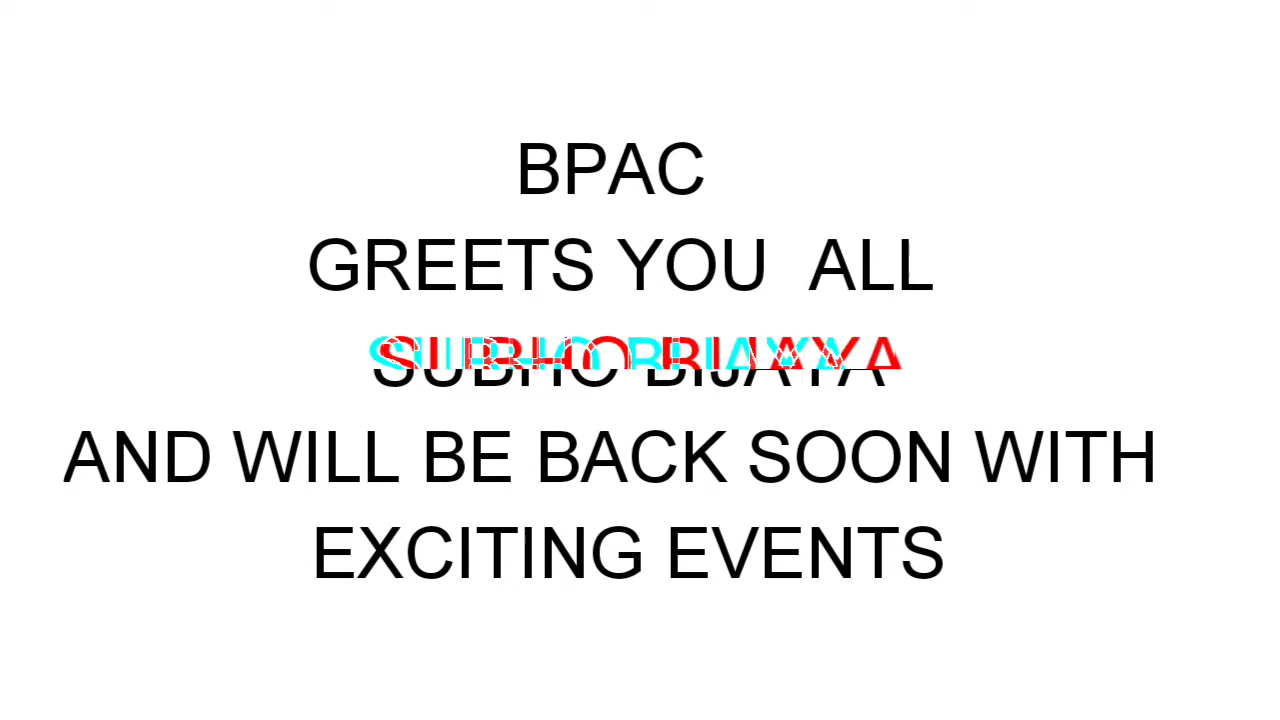 BPAC
GREETS YOU ALL
SUBHO BIJAYA
AND WILL BE BACK SOON WITH
EXCITING EVENTS